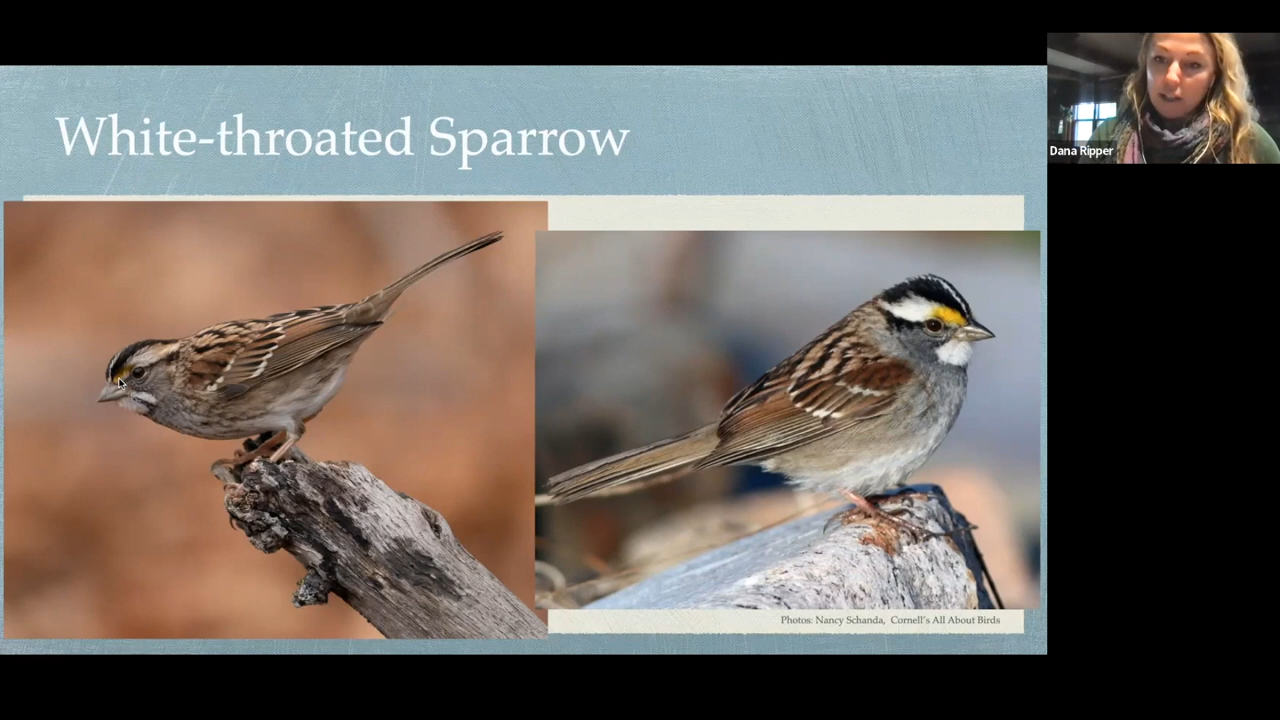 White-throated Sparrow
Dana Ripper
Photos: Nancy Schanda, Cornell's All About Birds